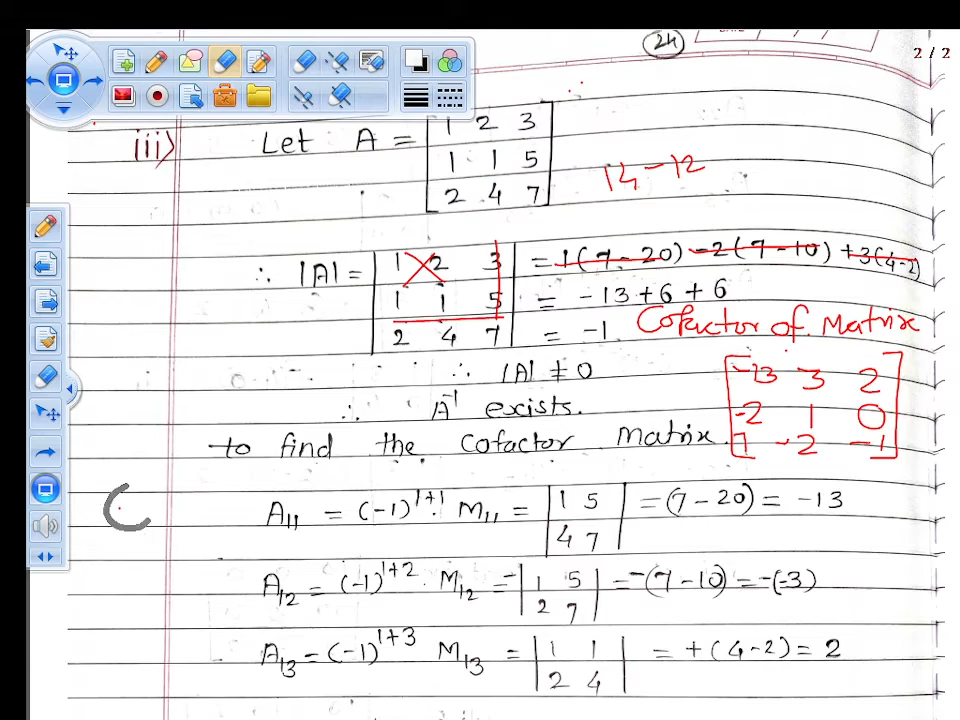 24
2 / 2
iii) Let A = [1 2 3
1 1 5
2 4 7]
14 - 12
∴ |A| = |1 2 3| = 1(7-20) -2(7-10) +3(4-2)
|1 1 5| = -13+6+6
|2 4 7| = -1
Cofactor of Matrix
∴ |A| ≠ 0
∴ A⁻¹ exists.
[-13 3 2
-2 1 0
7 -2 -1]
to find the cofactor Matrix.
A₁₁ = (-1)¹⁺¹ M₁₁ = |1 5| = (7-20) = -13
|4 7|
A₁₂ = (-1)¹⁺². M₁₂ = -|1 5| = -(7-10) = -(-3)
|2 7|
A₁₃ = (-1)¹⁺³ M₁₃ = |1 1| = +(4-2) = 2
|2 4|